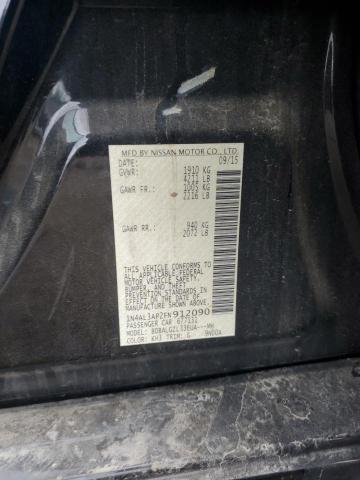 MFD BY NISSAN MOTOR CO., LTD.
DATE: 09/15
GVWR: 1910 KG
4211 LB
GAWR FR: 1005 KG
2216 LB
GAWR RR: 940 KG
2072 LB
THIS VEHICLE CONFORMS TO ALL
APPLICABLE FEDERAL MOTOR
VEHICLE SAFETY,
BUMPER, AND THEFT
PREVENTION STANDARDS
IN EFFECT ON THE DATE OF
MANUFACTURE SHOWN ABOVE.
1N4AL3AP2FN912090
PASSENGER CAR
MODEL: MH
COLOR: KH3 TRIM: G